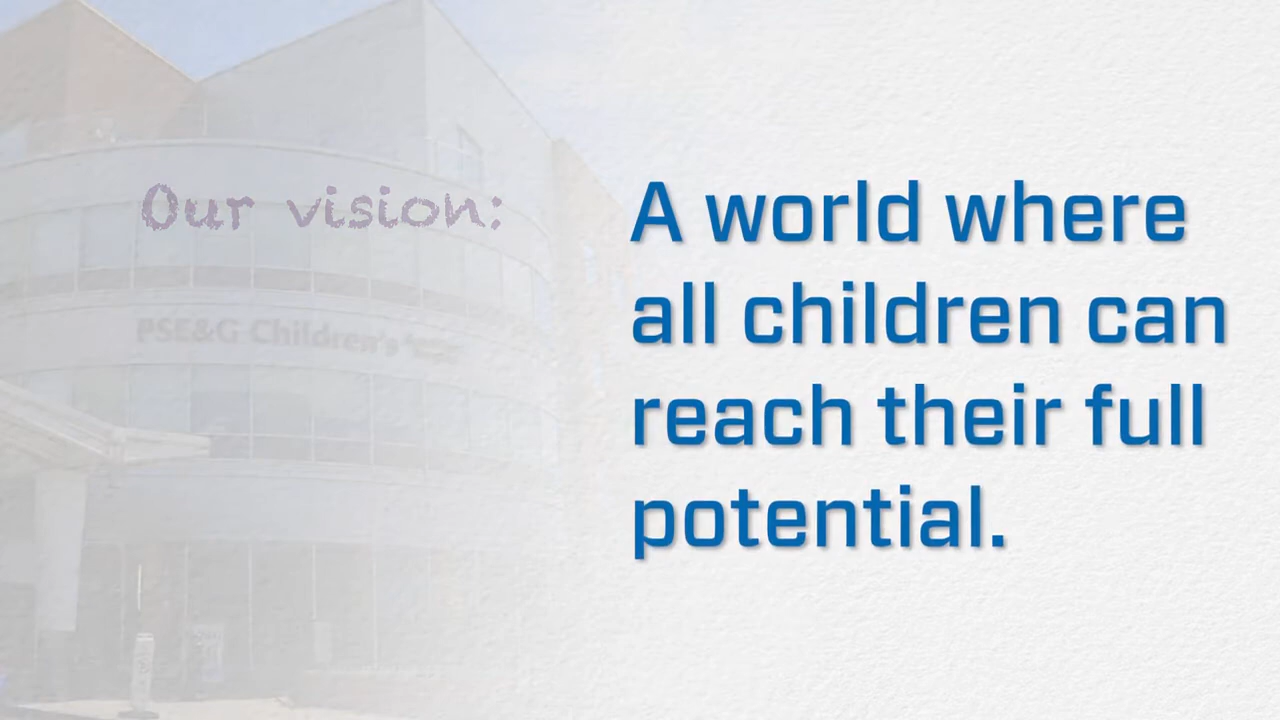 Our vision:
A world where
all children can
reach their full
potential.
PSE&G Children's